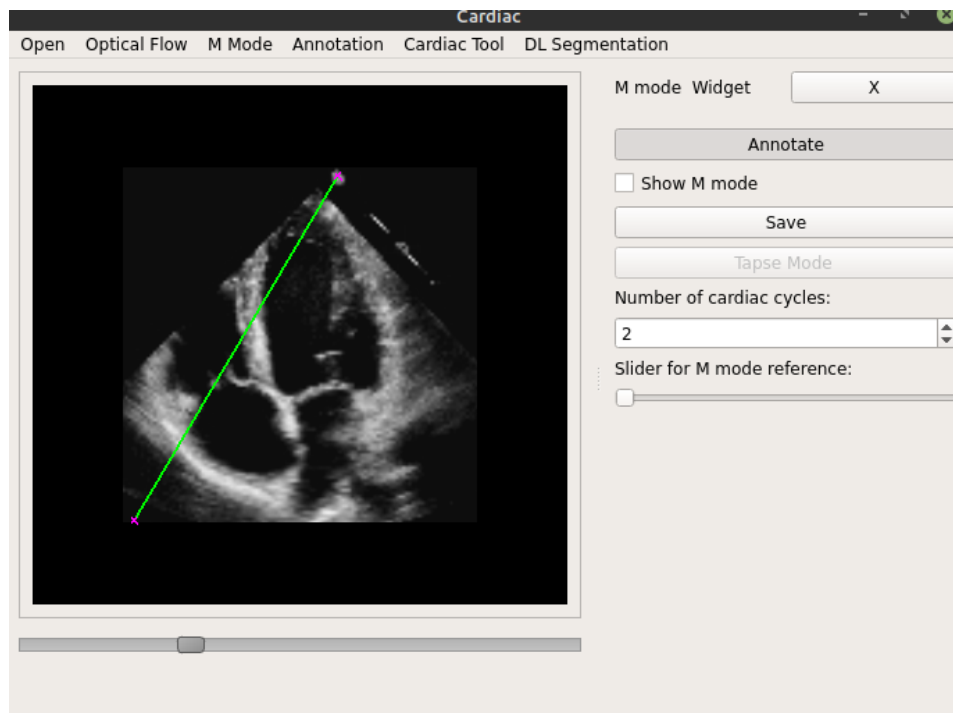 Cardiac
Open Optical Flow M Mode Annotation Cardiac Tool DL Segmentation
M mode Widget X
Annotate
Show M mode
Save
Tapse Mode
Number of cardiac cycles:
2
Slider for M mode reference: